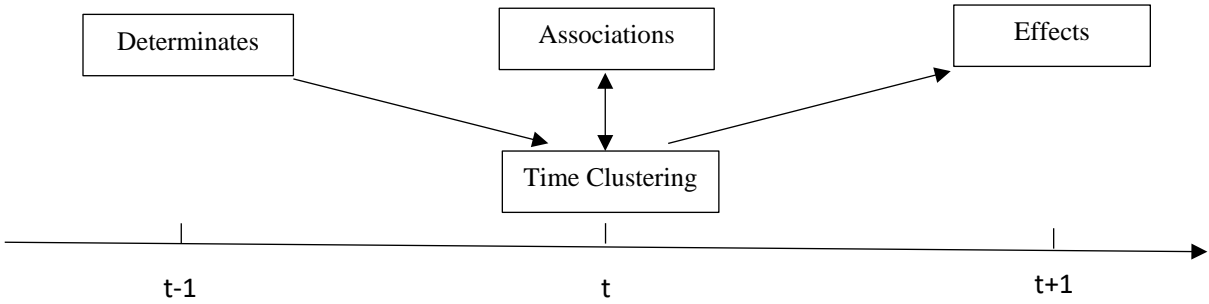 Determinates
Associations
Effects
Time Clustering
t-1
t
t+1